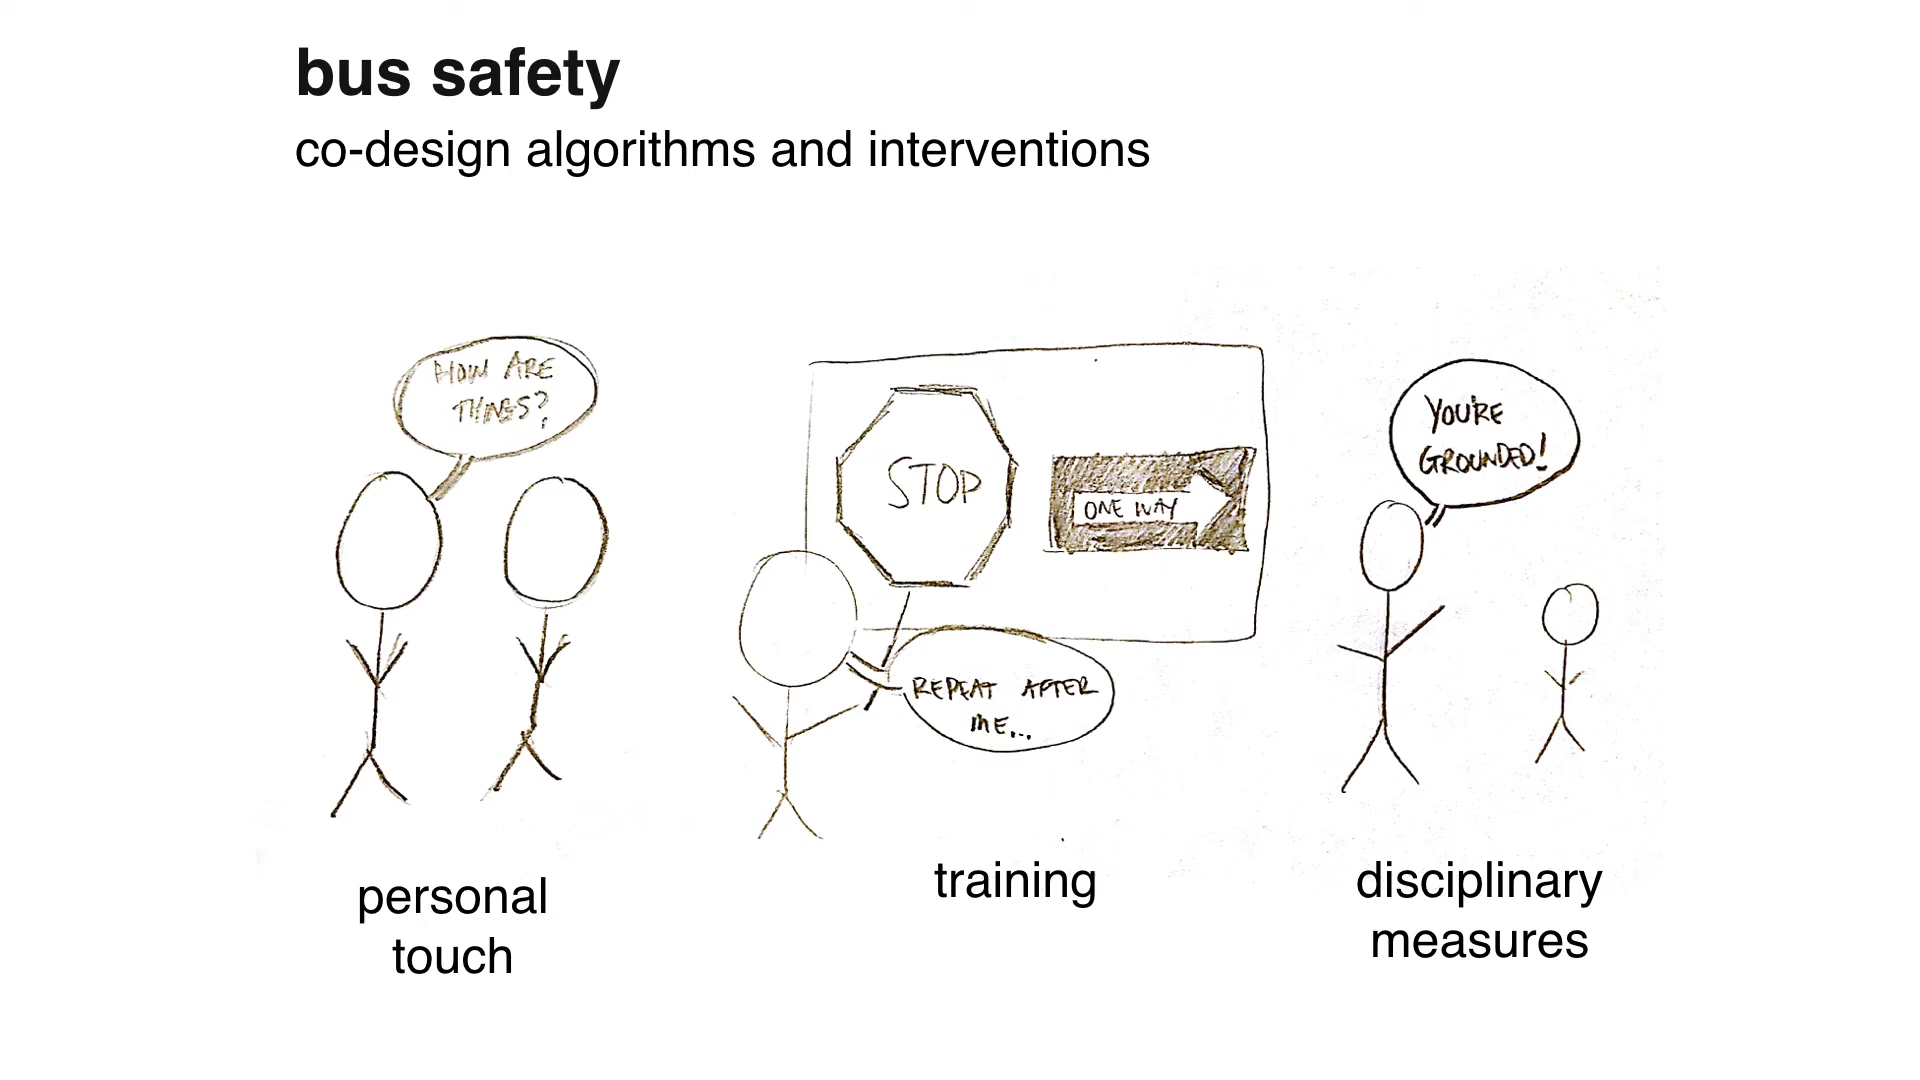 bus safety
co-design algorithms and interventions
HOW ARE
THINGS?
STOP
ONE WAY
REPEAT AFTER
ME...
YOU'RE
GROUNDED!
personal
touch
training
disciplinary
measures